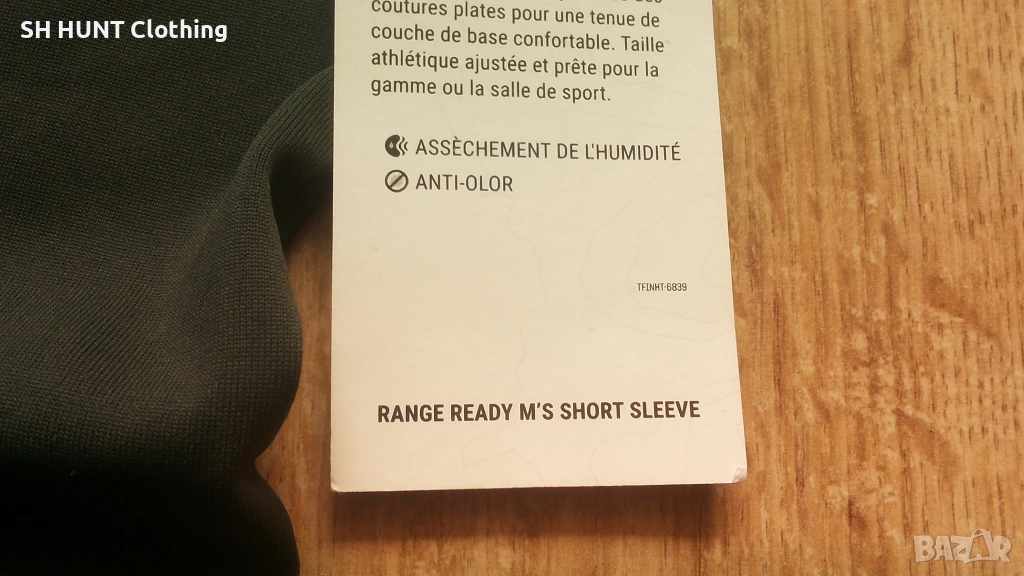 SH HUNT Clothing
coutures plates pour une tenue de
couche de base confortable. Taille
athlétique ajustée et prête pour la
gamme ou la salle de sport.
ASSÈCHEMENT DE L'HUMIDITÉ
ANTI-OLOR
TFINHT-6839
RANGE READY M'S SHORT SLEEVE
BAZAR